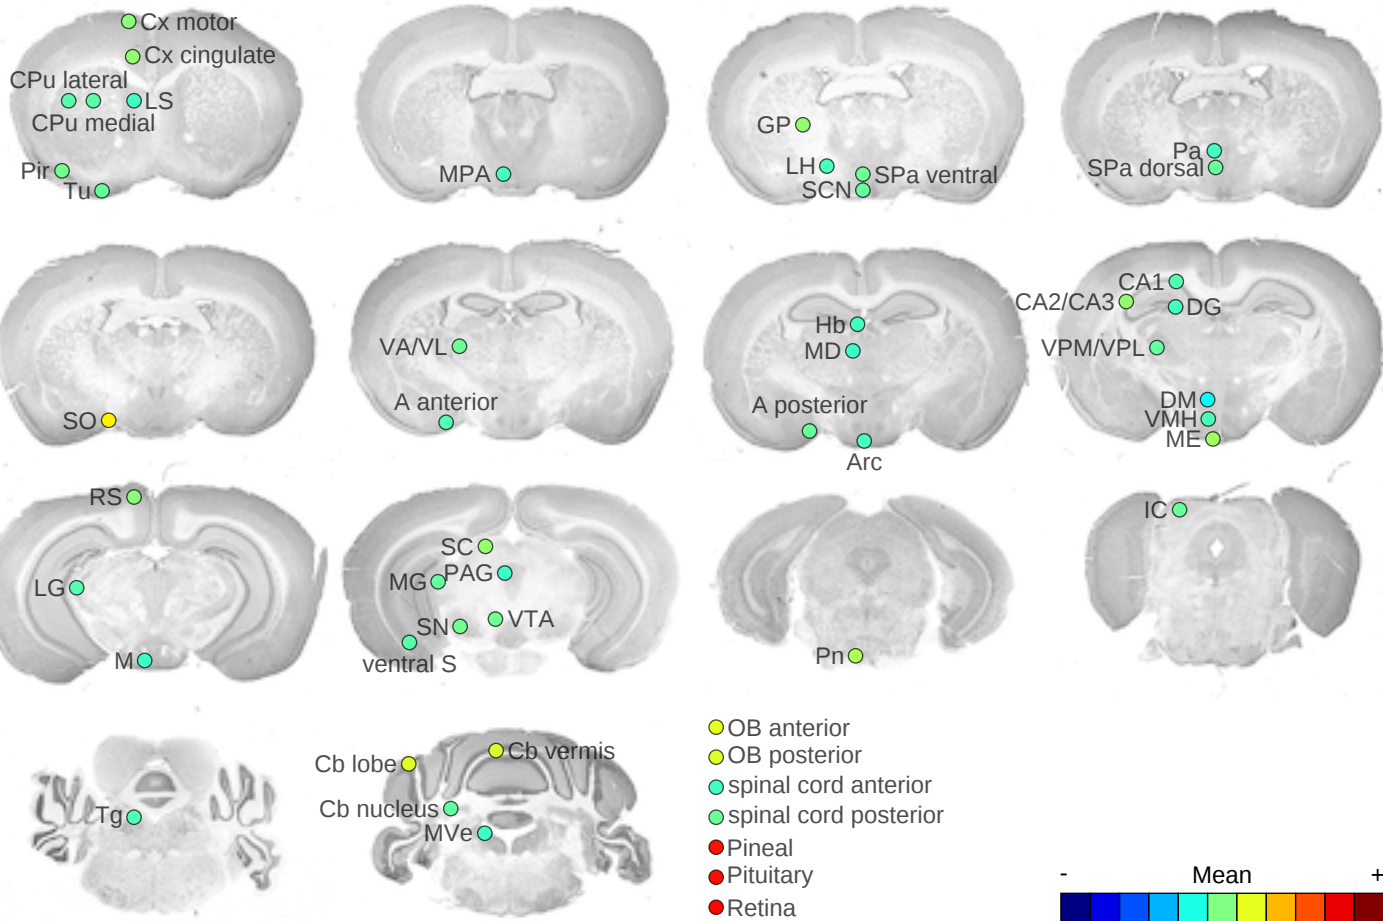 Cx motor
Cx cingulate
CPu lateral
LS
CPu medial
Pir
Tu
MPA
GP
LH
SPa ventral
SCN
Pa
SPa dorsal
SO
VA/VL
A anterior
Hb
MD
A posterior
Arc
CA1
CA2/CA3
DG
VPM/VPL
DM
VMH
ME
RS
LG
M
SC
PAG
MG
VTA
SN
ventral S
Pn
IC
Tg
Cb lobe
Cb vermis
Cb nucleus
MVe
OB anterior
OB posterior
spinal cord anterior
spinal cord posterior
Pineal
Pituitary
Retina
- Mean +